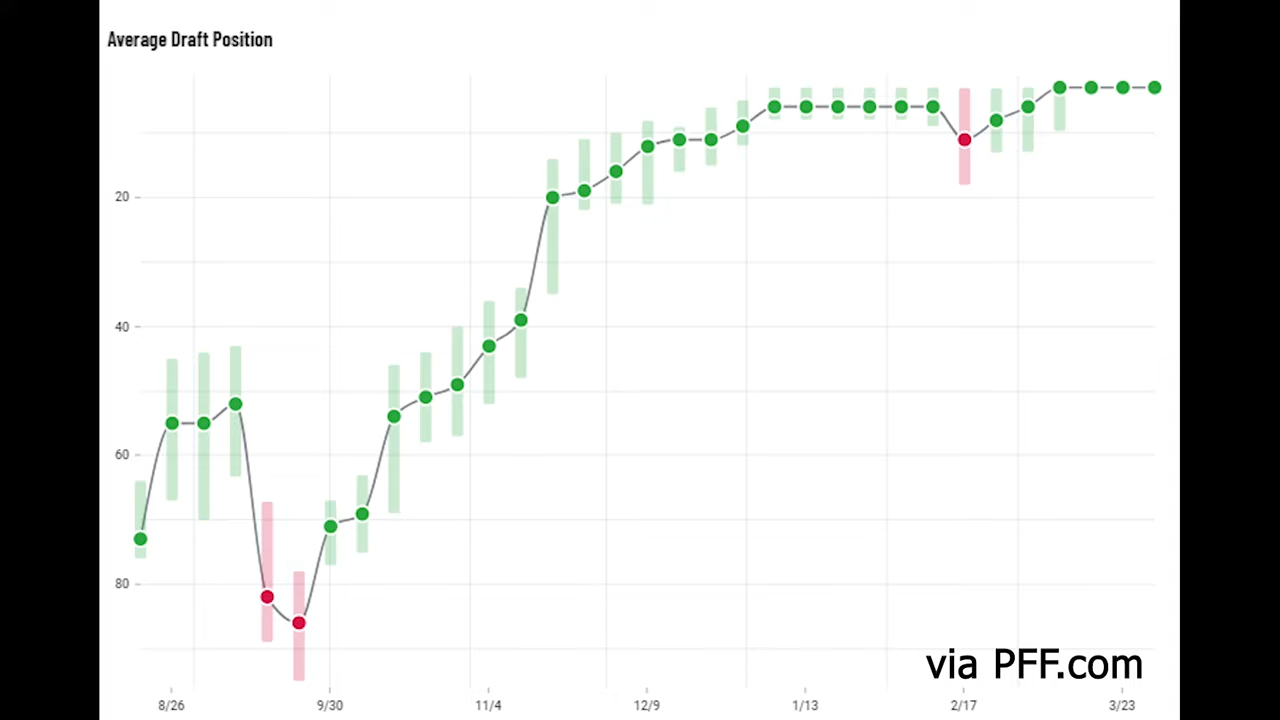 Average Draft Position
20
40
60
80
via PFF.com
8/26 9/30 11/4 12/9 1/13 2/17 3/23